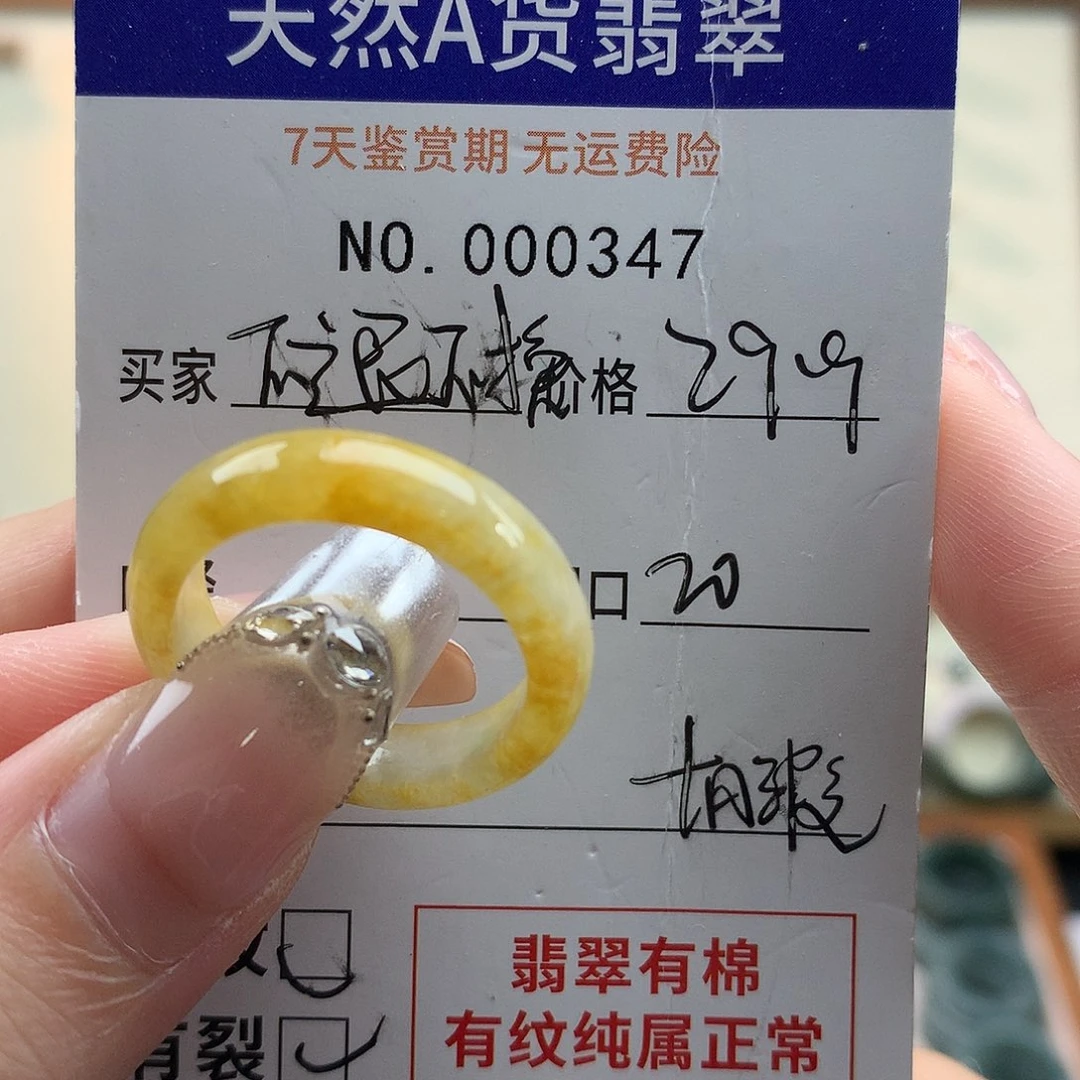 天然A货翡翠
7天鉴赏期 无运费险
NO. 000347
买家 价格 299
口 20
有裂
翡翠有棉
有纹纯属正常